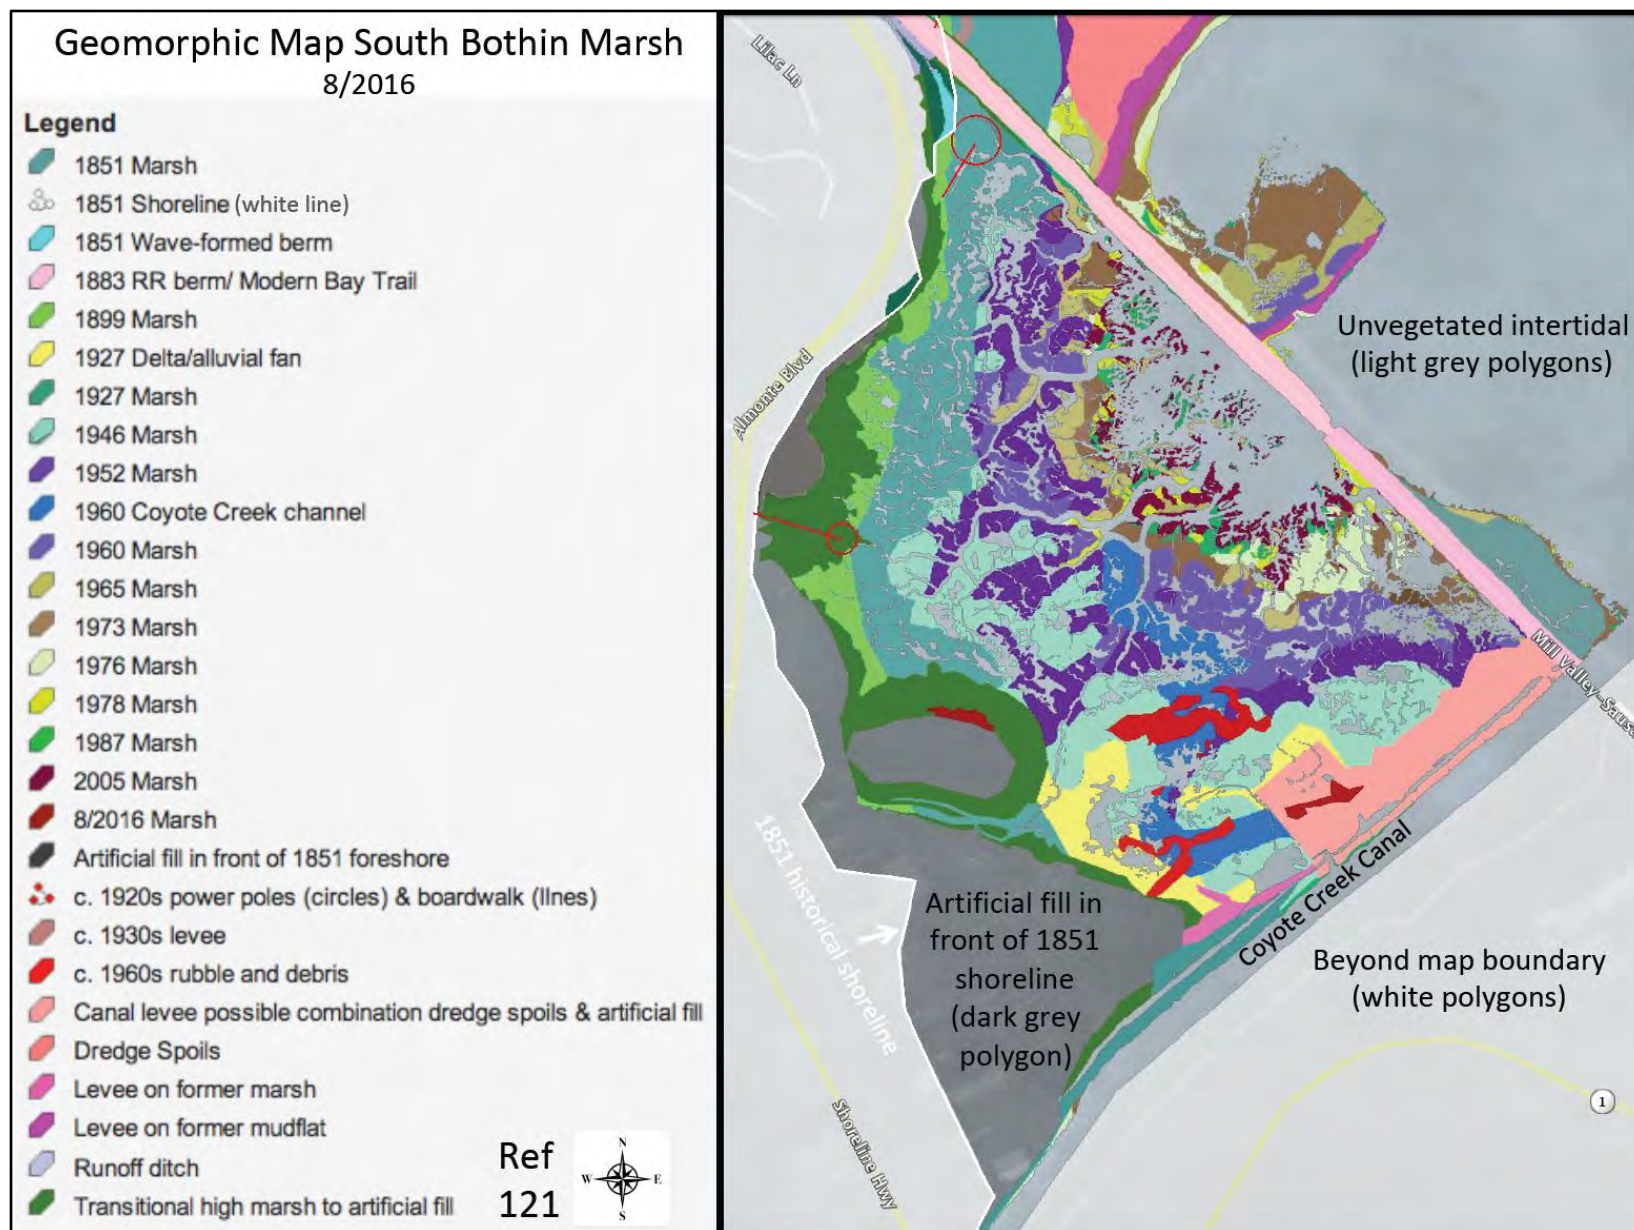 Geomorphic Map South Bothin Marsh
8/2016
Legend
1851 Marsh
1851 Shoreline (white line)
1851 Wave-formed berm
1883 RR berm/ Modern Bay Trail
1899 Marsh
1927 Delta/alluvial fan
1927 Marsh
1946 Marsh
1952 Marsh
1960 Coyote Creek channel
1960 Marsh
1965 Marsh
1973 Marsh
1976 Marsh
1978 Marsh
1987 Marsh
2005 Marsh
8/2016 Marsh
Artificial fill in front of 1851 foreshore
c. 1920s power poles (circles) & boardwalk (lInes)
c. 1930s levee
c. 1960s rubble and debris
Canal levee possible combination dredge spoils & artificial fill
Dredge Spoils
Levee on former marsh
Levee on former mudflat
Runoff ditch
Transitional high marsh to artificial fill
Ref
121
N
W E
S
Lilac Ln
Almonte Blvd
Unvegetated intertidal
(light grey polygons)
Mill Valley-Sausa
1851 historical shoreline
Artificial fill in
front of 1851
shoreline
(dark grey
polygon)
Coyote Creek Canal
Beyond map boundary
(white polygons)
Shoreline Hwy
1